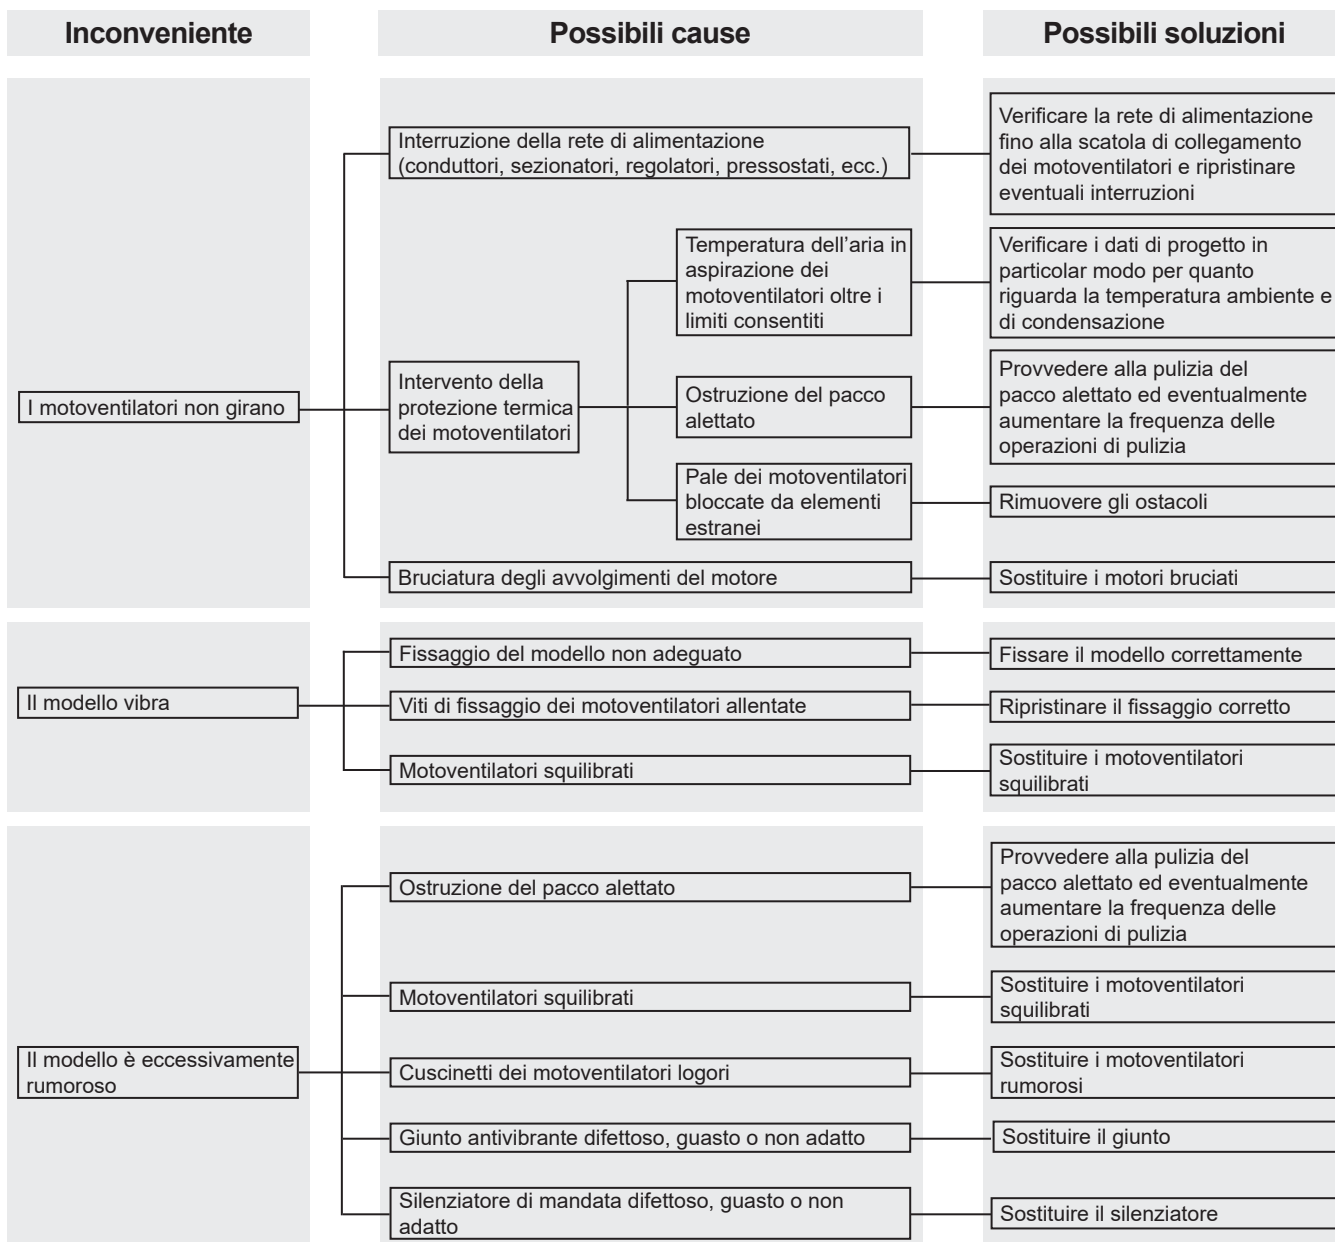 Inconveniente
Possibili cause
Possibili soluzioni
I motoventilatori non girano
Interruzione della rete di alimentazione
(conduttori, sezionatori, regolatori, pressostati, ecc.)
Verificare la rete di alimentazione
fino alla scatola di collegamento
dei motoventilatori e ripristinare
eventuali interruzioni
Intervento della
protezione termica
dei motoventilatori
Temperatura dell’aria in
aspirazione dei
motoventilatori oltre i
limiti consentiti
Verificare i dati di progetto in
particolar modo per quanto
riguarda la temperatura ambiente e
di condensazione
Ostruzione del pacco
alettato
Provvedere alla pulizia del
pacco alettato ed eventualmente
aumentare la frequenza delle
operazioni di pulizia
Pale dei motoventilatori
bloccate da elementi
estranei
Rimuovere gli ostacoli
Bruciatura degli avvolgimenti del motore
Sostituire i motori bruciati
Il modello vibra
Fissaggio del modello non adeguato
Fissare il modello correttamente
Viti di fissaggio dei motoventilatori allentate
Ripristinare il fissaggio corretto
Motoventilatori squilibrati
Sostituire i motoventilatori
squilibrati
Il modello è eccessivamente
rumoroso
Ostruzione del pacco alettato
Provvedere alla pulizia del
pacco alettato ed eventualmente
aumentare la frequenza delle
operazioni di pulizia
Motoventilatori squilibrati
Sostituire i motoventilatori
squilibrati
Cuscinetti dei motoventilatori logori
Sostituire i motoventilatori
rumorosi
Giunto antivibrante difettoso, guasto o non adatto
Sostituire il giunto
Silenziatore di mandata difettoso, guasto o non
adatto
Sostituire il silenziatore